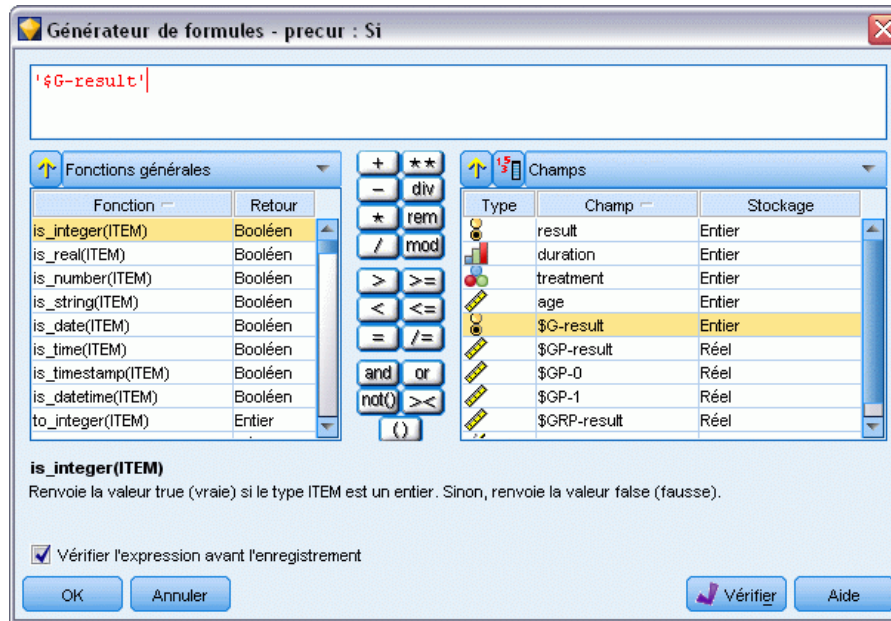 Générateur de formules - precur : Si
'$G-result'
Fonctions générales
Fonction Retour
is_integer(ITEM) Booléen
is_real(ITEM) Booléen
is_number(ITEM) Booléen
is_string(ITEM) Booléen
is_date(ITEM) Booléen
is_time(ITEM) Booléen
is_timestamp(ITEM) Booléen
is_datetime(ITEM) Booléen
to_integer(ITEM) Entier
+ **
- div
* rem
/ mod
> >=
< <=
= /=
and or
not() ><
()
Champs
Type Champ Stockage
result Entier
duration Entier
treatment Entier
age Entier
$G-result Entier
$GP-result Réel
$GP-0 Réel
$GP-1 Réel
$GRP-result Réel
is_integer(ITEM)
Renvoie la valeur true (vraie) si le type ITEM est un entier. Sinon, renvoie la valeur false (fausse).
Vérifier l'expression avant l'enregistrement
OK Annuler Vérifier Aide